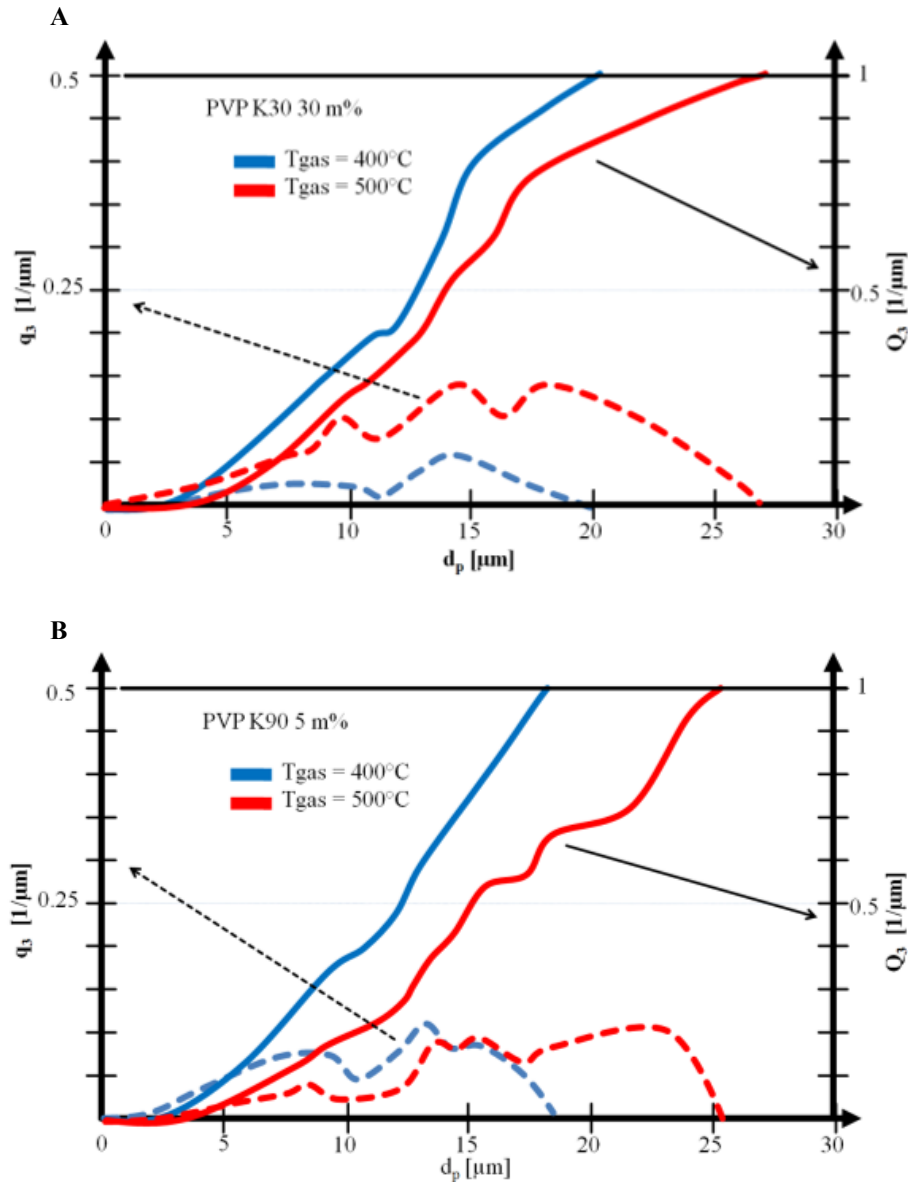 A
0.5
1
PVP K30 30 m%
Tgas = 400°C
Tgas = 500°C
q3 [1/μm]
0.25
0.5
Q3 [1/μm]
0 5 10 15 20 25 30
dp [μm]
B
0.5
1
PVP K90 5 m%
Tgas = 400°C
Tgas = 500°C
q3 [1/μm]
0.25
0.5
Q3 [1/μm]
0 5 10 15 20 25 30
dp [μm]